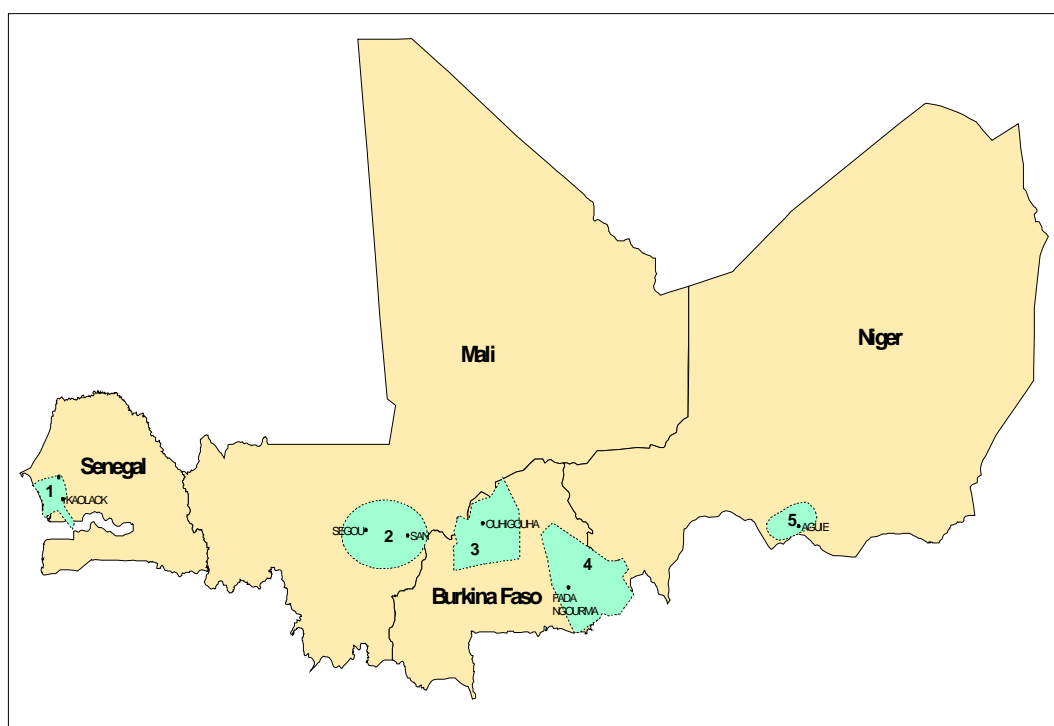 Mali
Niger
Senegal
1
KAOLACK
SEGOU
2
SAN
OUHIGOUHA
3
4
5
AGUIE
Burkina Faso
FADA
NGOURMA